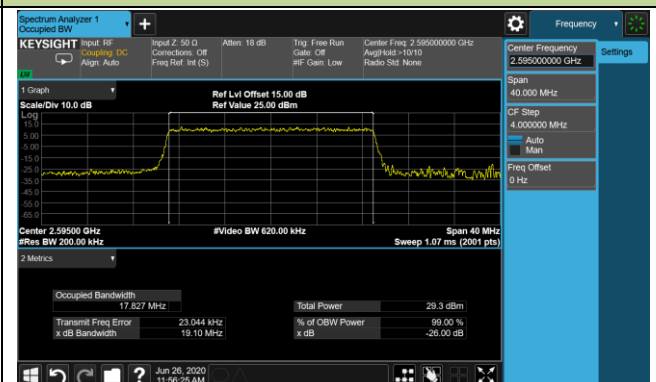 Spectrum Analyzer 1
Occupied BW
Frequency
KEYSIGHT
Input: RF
Coupling: DC
Align: Auto
Input Z: 50 Ω
Corrections: Off
Freq Ref: Int (S)
Atten: 18 dB
Trig: Free Run
Gate: Off
#IF Gain: Low
Center Freq: 2.595000000 GHz
Avg|Hold:>10/10
Radio Std: None
Center Frequency
2.595000000 GHz
Settings
Span
40.000 MHz
CF Step
4.000000 MHz
Auto
Man
Freq Offset
0 Hz
1 Graph
Scale/Div 10.0 dB
Ref Lvl Offset 15.00 dB
Ref Value 25.00 dBm
Log
15.0
5.00
-5.00
-15.0
-25.0
-35.0
-45.0
-55.0
-65.0
Center 2.59500 GHz
#Video BW 620.00 kHz
Span 40 MHz
#Res BW 200.00 kHz
Sweep 1.07 ms (2001 pts)
2 Metrics
Occupied Bandwidth
17.827 MHz
Total Power 29.3 dBm
Transmit Freq Error 23.044 kHz
% of OBW Power 99.00 %
x dB Bandwidth 19.10 MHz
x dB -26.00 dB
Jun 26, 2020
11:56:25 AM